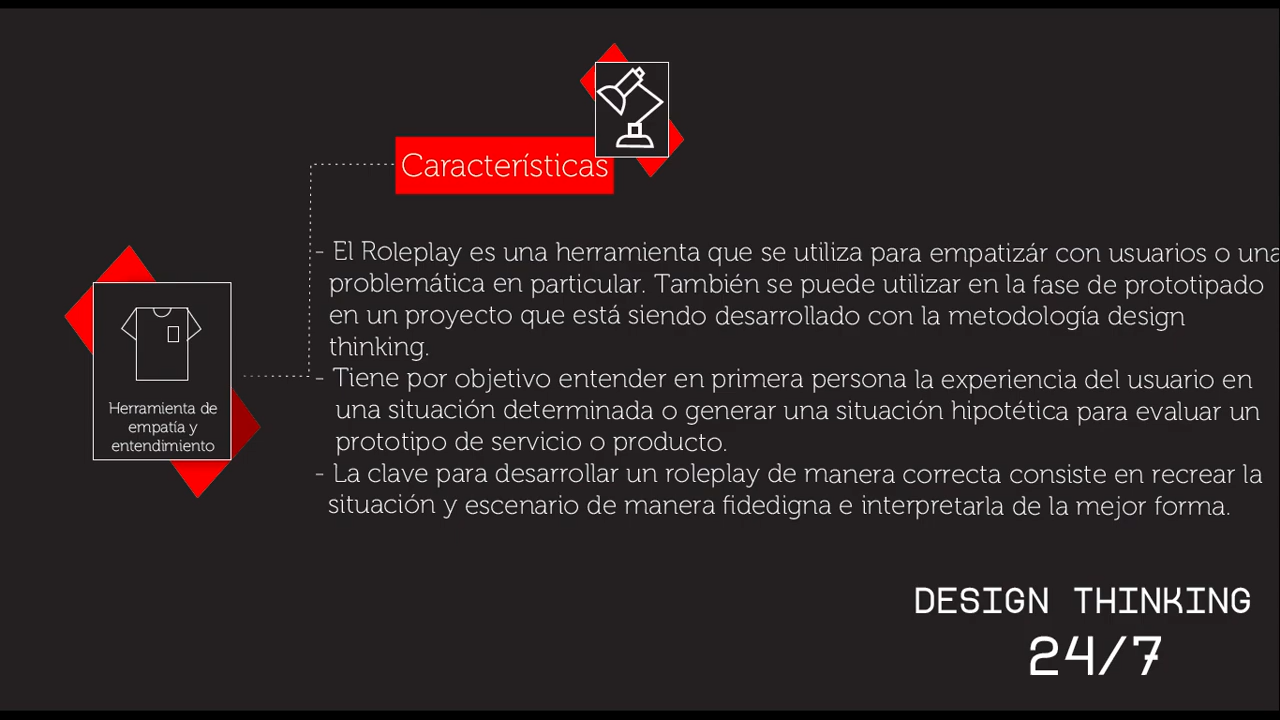 Características
- El Roleplay es una herramienta que se utiliza para empatizár con usuarios o una
problemática en particular. También se puede utilizar en la fase de prototipado
en un proyecto que está siendo desarrollado con la metodología design
thinking.
- Tiene por objetivo entender en primera persona la experiencia del usuario en
una situación determinada o generar una situación hipotética para evaluar un
prototipo de servicio o producto.
- La clave para desarrollar un roleplay de manera correcta consiste en recrear la
situación y escenario de manera fidedigna e interpretarla de la mejor forma.
Herramienta de
empatía y
entendimiento
DESIGN THINKING
24/7